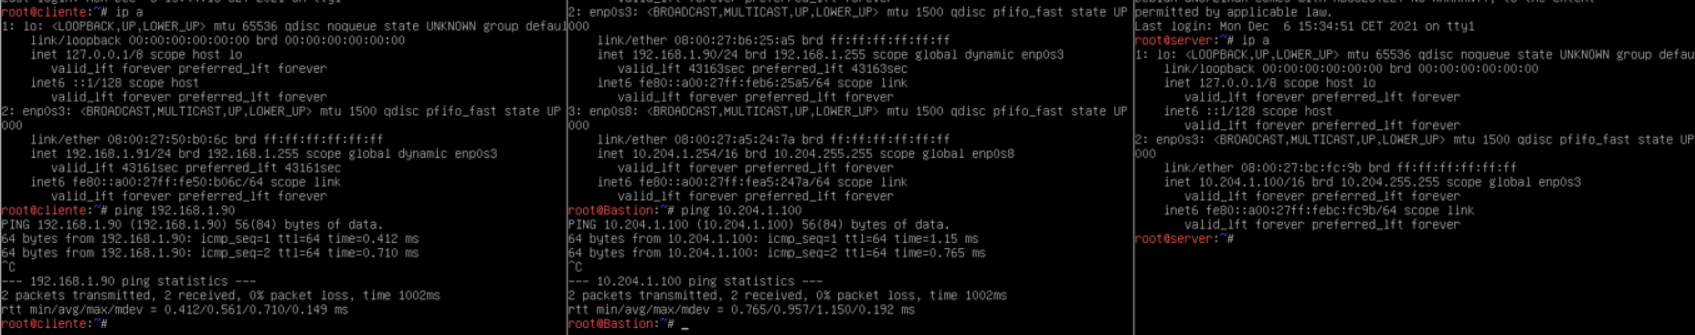 root@cliente:~# ip a
1: lo: <LOOPBACK,UP,LOWER_UP> mtu 65536 qdisc noqueue state UNKNOWN group defaul
link/loopback 00:00:00:00:00:00 brd 00:00:00:00:00:00
inet 127.0.0.1/8 scope host lo
valid_lft forever preferred_lft forever
inet6 ::1/128 scope host
valid_lft forever preferred_lft forever
2: enp0s3: <BROADCAST,MULTICAST,UP,LOWER_UP> mtu 1500 qdisc pfifo_fast state UP
000
link/ether 08:00:27:50:b0:6c brd ff:ff:ff:ff:ff:ff
inet 192.168.1.91/24 brd 192.168.1.255 scope global dynamic enp0s3
valid_lft 43161sec preferred_lft 43161sec
inet6 fe80::a00:27ff:fe50:b06c/64 scope link
valid_lft forever preferred_lft forever
root@cliente:~# ping 192.168.1.90
PING 192.168.1.90 (192.168.1.90) 56(84) bytes of data.
64 bytes from 192.168.1.90: icmp_seq=1 ttl=64 time=0.412 ms
64 bytes from 192.168.1.90: icmp_seq=2 ttl=64 time=0.710 ms
^C
--- 192.168.1.90 ping statistics ---
2 packets transmitted, 2 received, 0% packet loss, time 1002ms
rtt min/avg/max/mdev = 0.412/0.561/0.710/0.149 ms
root@cliente:~#
2: enp0s3: <BROADCAST,MULTICAST,UP,LOWER_UP> mtu 1500 qdisc pfifo_fast state UP
000
link/ether 08:00:27:b6:25:a5 brd ff:ff:ff:ff:ff:ff
inet 192.168.1.90/24 brd 192.168.1.255 scope global dynamic enp0s3
valid_lft 43163sec preferred_lft 43163sec
inet6 fe80::a00:27ff:feb6:25a5/64 scope link
valid_lft forever preferred_lft forever
3: enp0s8: <BROADCAST,MULTICAST,UP,LOWER_UP> mtu 1500 qdisc pfifo_fast state UP
000
link/ether 08:00:27:a5:24:7a brd ff:ff:ff:ff:ff:ff
inet 10.204.1.254/16 brd 10.204.255.255 scope global enp0s8
valid_lft forever preferred_lft forever
inet6 fe80::a00:27ff:fea5:247a/64 scope link
valid_lft forever preferred_lft forever
root@Bastion:~# ping 10.204.1.100
PING 10.204.1.100 (10.204.1.100) 56(84) bytes of data.
64 bytes from 10.204.1.100: icmp_seq=1 ttl=64 time=1.15 ms
64 bytes from 10.204.1.100: icmp_seq=2 ttl=64 time=0.765 ms
^C
--- 10.204.1.100 ping statistics ---
2 packets transmitted, 2 received, 0% packet loss, time 1002ms
rtt min/avg/max/mdev = 0.765/0.957/1.150/0.192 ms
root@Bastion:~# _
permitted by applicable law.
Last login: Mon Dec  6 15:34:51 CET 2021 on tty1
root@server:~# ip a
1: lo: <LOOPBACK,UP,LOWER_UP> mtu 65536 qdisc noqueue state UNKNOWN group defau
link/loopback 00:00:00:00:00:00 brd 00:00:00:00:00:00
inet 127.0.0.1/8 scope host lo
valid_lft forever preferred_lft forever
inet6 ::1/128 scope host
valid_lft forever preferred_lft forever
2: enp0s3: <BROADCAST,MULTICAST,UP,LOWER_UP> mtu 1500 qdisc pfifo_fast state UP
000
link/ether 08:00:27:bc:fc:9b brd ff:ff:ff:ff:ff:ff
inet 10.204.1.100/16 brd 10.204.255.255 scope global enp0s3
valid_lft forever preferred_lft forever
inet6 fe80::a00:27ff:febc:fc9b/64 scope link
valid_lft forever preferred_lft forever
root@server:~#